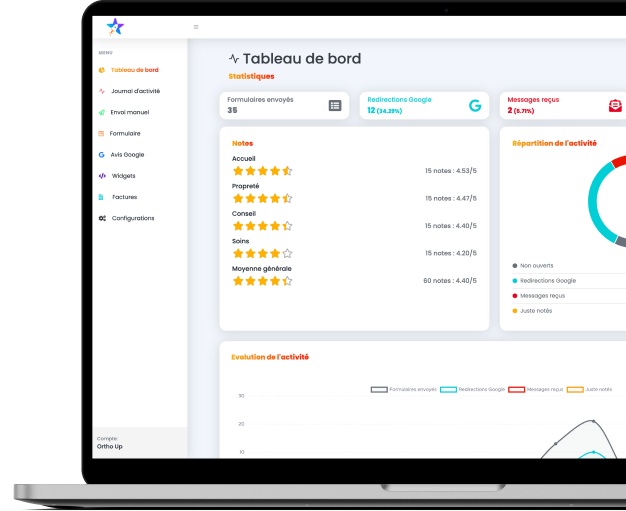 MENU
Tableau de bord
Journal d'activité
Envoi manuel
Formulaire
Avis Google
Widgets
Factures
Configurations
Compte:
Ortho Up
Tableau de bord
Statistiques
Formulaires envoyés
35
Redirections Google
12 (34.29%)
Messages reçus
2 (5.71%)
Notes
Accueil
15 notes : 4.53/5
Propreté
15 notes : 4.47/5
Conseil
15 notes : 4.40/5
Soins
15 notes : 4.20/5
Moyenne générale
60 notes : 4.40/5
Répartition de l'activité
Non ouverts
Redirections Google
Messages reçus
Juste notés
Evolution de l'activité
Formulaires envoyés Redirections Google Messages reçus Juste notés
30
20
10